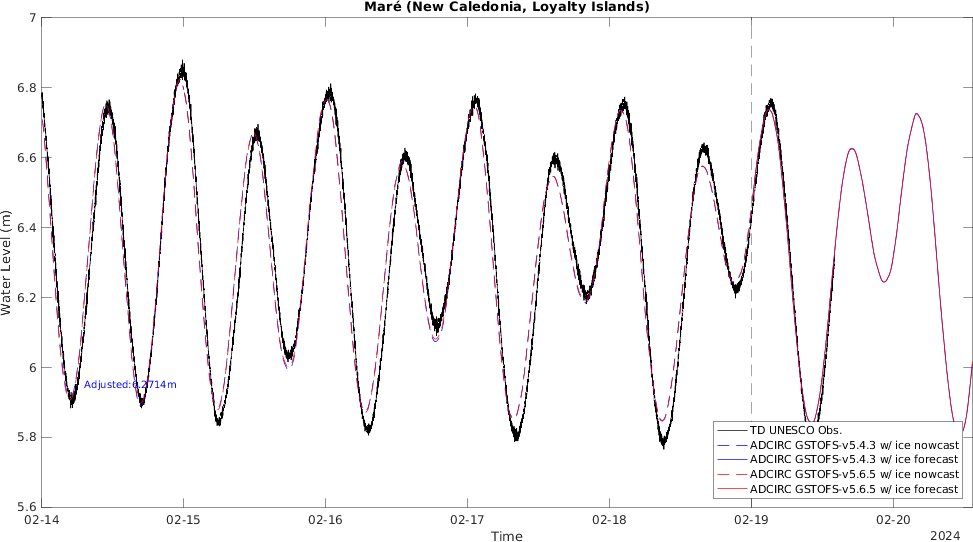 Maré (New Caledonia, Loyalty Islands)
7
6.8
6.6
6.4
6.2
6
5.8
5.6
Water Level (m)
Adjusted:6.2714m
TD UNESCO Obs.
ADCIRC GSTOFS-v5.4.3 w/ ice nowcast
ADCIRC GSTOFS-v5.4.3 w/ ice forecast
ADCIRC GSTOFS-v5.6.5 w/ ice nowcast
ADCIRC GSTOFS-v5.6.5 w/ ice forecast
02-14 02-15 02-16 02-17 02-18 02-19 02-20
Time
2024